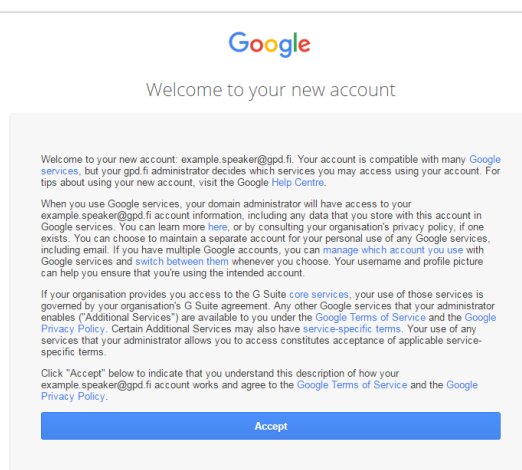 Google
Welcome to your new account
Welcome to your new account: example.speaker@gpd.fi. Your account is compatible with many Google
services, but your gpd.fi administrator decides which services you may access using your account. For
tips about using your new account, visit the Google Help Centre.
When you use Google services, your domain administrator will have access to your
example.speaker@gpd.fi account information, including any data that you store with this account in
Google services. You can learn more here, or by consulting your organisation's privacy policy, if one
exists. You can choose to maintain a separate account for your personal use of any Google services,
including email. If you have multiple Google accounts, you can manage which account you use with
Google services and switch between them whenever you choose. Your username and profile picture
can help you ensure that you're using the intended account.
If your organisation provides you access to the G Suite core services, your use of those services is
governed by your organisation's G Suite agreement. Any other Google services that your administrator
enables ("Additional Services") are available to you under the Google Terms of Service and the Google
Privacy Policy. Certain Additional Services may also have service-specific terms. Your use of any
services that your administrator allows you to access constitutes acceptance of applicable service-
specific terms.
Click "Accept" below to indicate that you understand this description of how your
example.speaker@gpd.fi account works and agree to the Google Terms of Service and the Google
Privacy Policy.
Accept